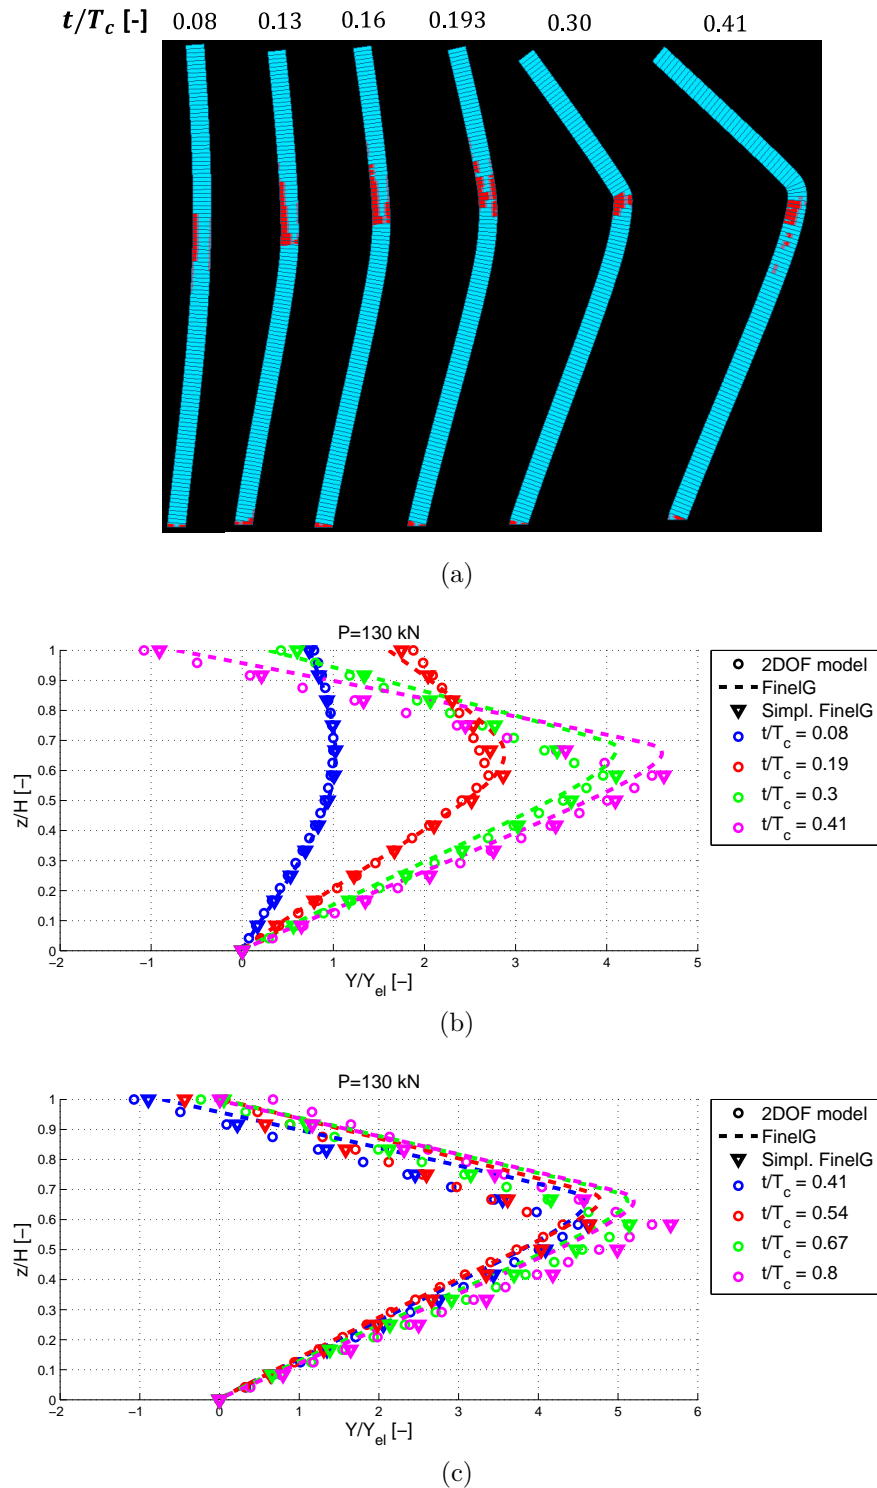 t/T_c [-] 0.08 0.13 0.16 0.193 0.30 0.41
(a)
P=130 kN
1
0.9
0.8
0.7
0.6
0.5
0.4
0.3
0.2
0.1
0
z/H [−]
−2 −1 0 1 2 3 4 5
Y/Y_el [−]
2DOF model
FinelG
Simpl. FinelG
t/T_c = 0.08
t/T_c = 0.19
t/T_c = 0.3
t/T_c = 0.41
(b)
P=130 kN
1
0.9
0.8
0.7
0.6
0.5
0.4
0.3
0.2
0.1
0
z/H [−]
−2 −1 0 1 2 3 4 5 6
Y/Y_el [−]
2DOF model
FinelG
Simpl. FinelG
t/T_c = 0.41
t/T_c = 0.54
t/T_c = 0.67
t/T_c = 0.8
(c)